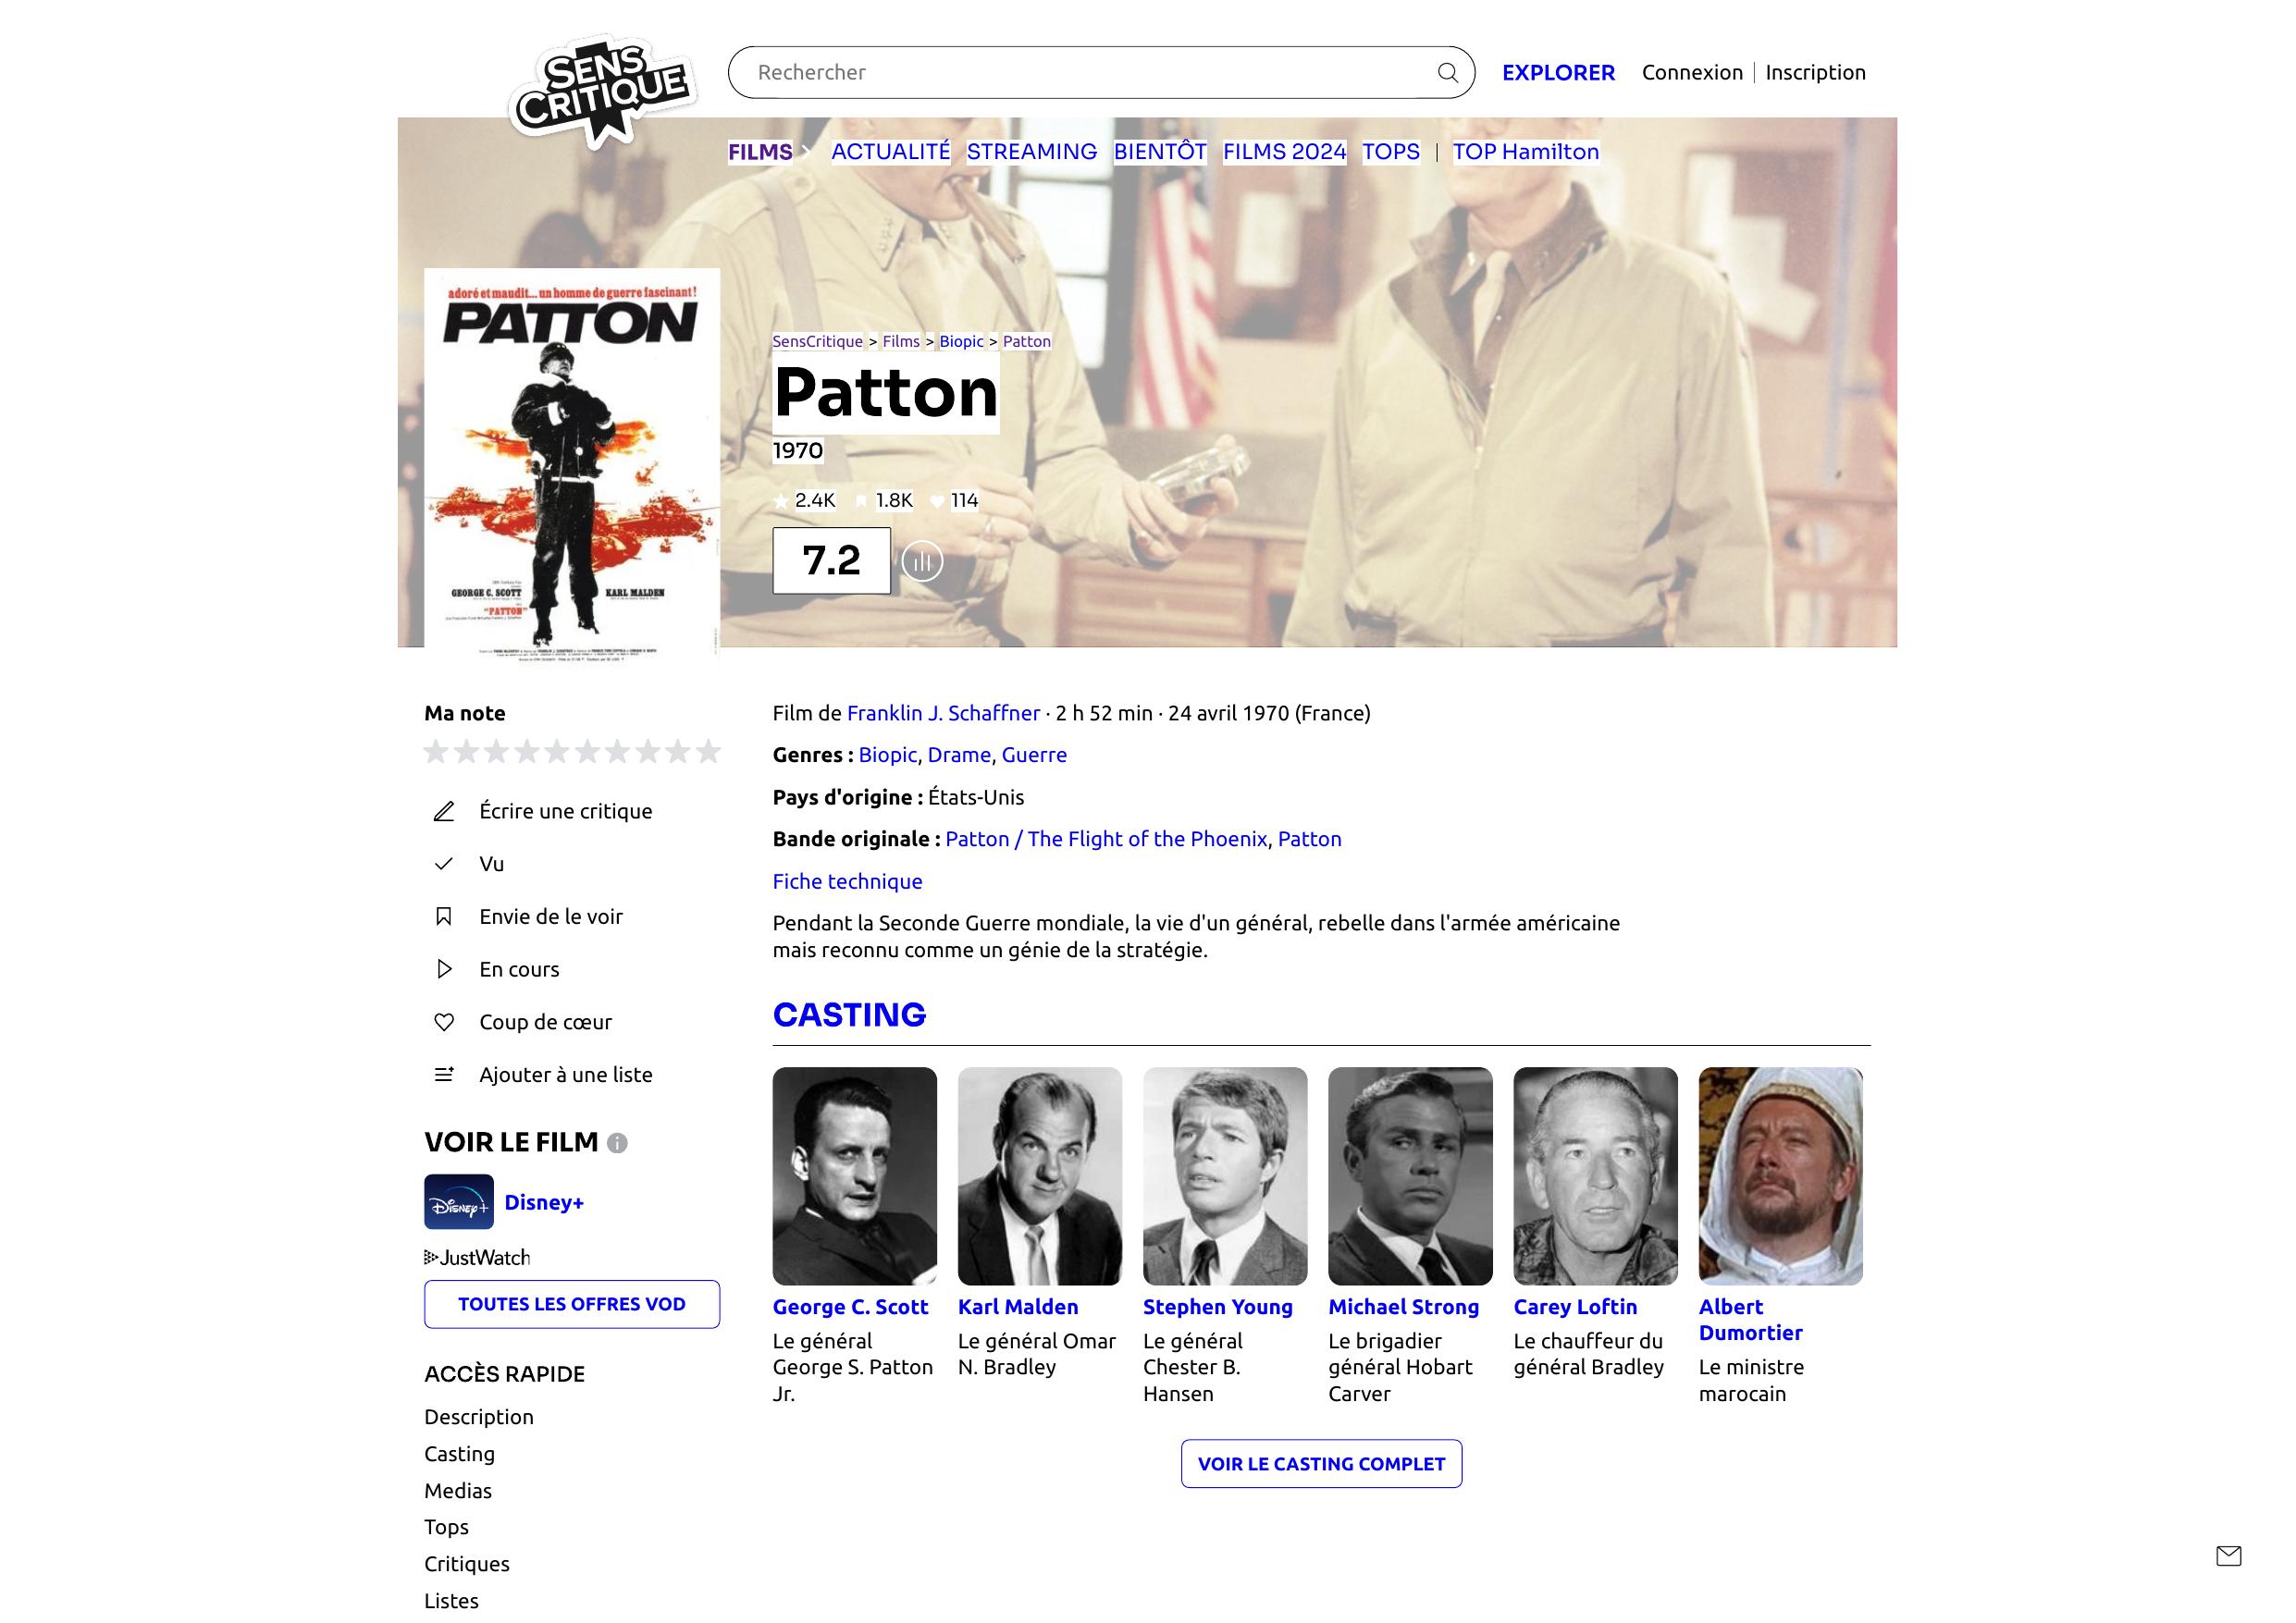 SENS
CRITIQUE
Rechercher
EXPLORER
Connexion | Inscription
FILMS
ACTUALITÉ STREAMING BIENTÔT FILMS 2024 TOPS | TOP Hamilton
adoré et maudit... un homme de guerre fascinant !
PATTON
GEORGE C. SCOTT
KARL MALDEN
"PATTON"
SensCritique > Films > Biopic > Patton
Patton
1970
2.4K 1.8K 114
7.2
Ma note
Écrire une critique
Vu
Envie de le voir
En cours
Coup de cœur
Ajouter à une liste
VOIR LE FILM
Disney+
Disney+
JustWatch
TOUTES LES OFFRES VOD
ACCÈS RAPIDE
Description
Casting
Medias
Tops
Critiques
Listes
Film de Franklin J. Schaffner · 2 h 52 min · 24 avril 1970 (France)
Genres : Biopic, Drame, Guerre
Pays d'origine : États-Unis
Bande originale : Patton / The Flight of the Phoenix, Patton
Fiche technique
Pendant la Seconde Guerre mondiale, la vie d'un général, rebelle dans l'armée américaine
mais reconnu comme un génie de la stratégie.
CASTING
George C. Scott
Le général
George S. Patton
Jr.
Karl Malden
Le général Omar
N. Bradley
Stephen Young
Le général
Chester B.
Hansen
Michael Strong
Le brigadier
général Hobart
Carver
Carey Loftin
Le chauffeur du
général Bradley
Albert
Dumortier
Le ministre
marocain
VOIR LE CASTING COMPLET